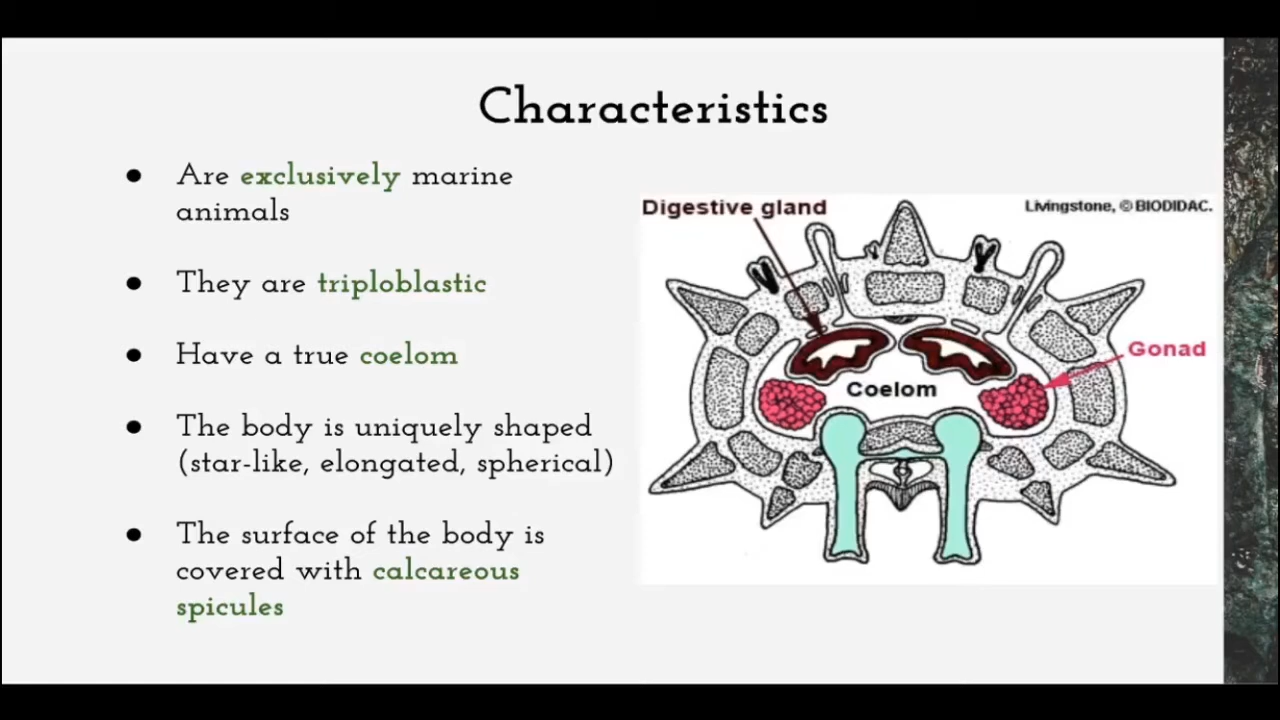 Characteristics
● Are exclusively marine
animals
● They are triploblastic
● Have a true coelom
● The body is uniquely shaped
(star-like, elongated, spherical)
● The surface of the body is
covered with calcareous
spicules
Digestive gland
Livingstone, © BIODIDAC.
Gonad
Coelom